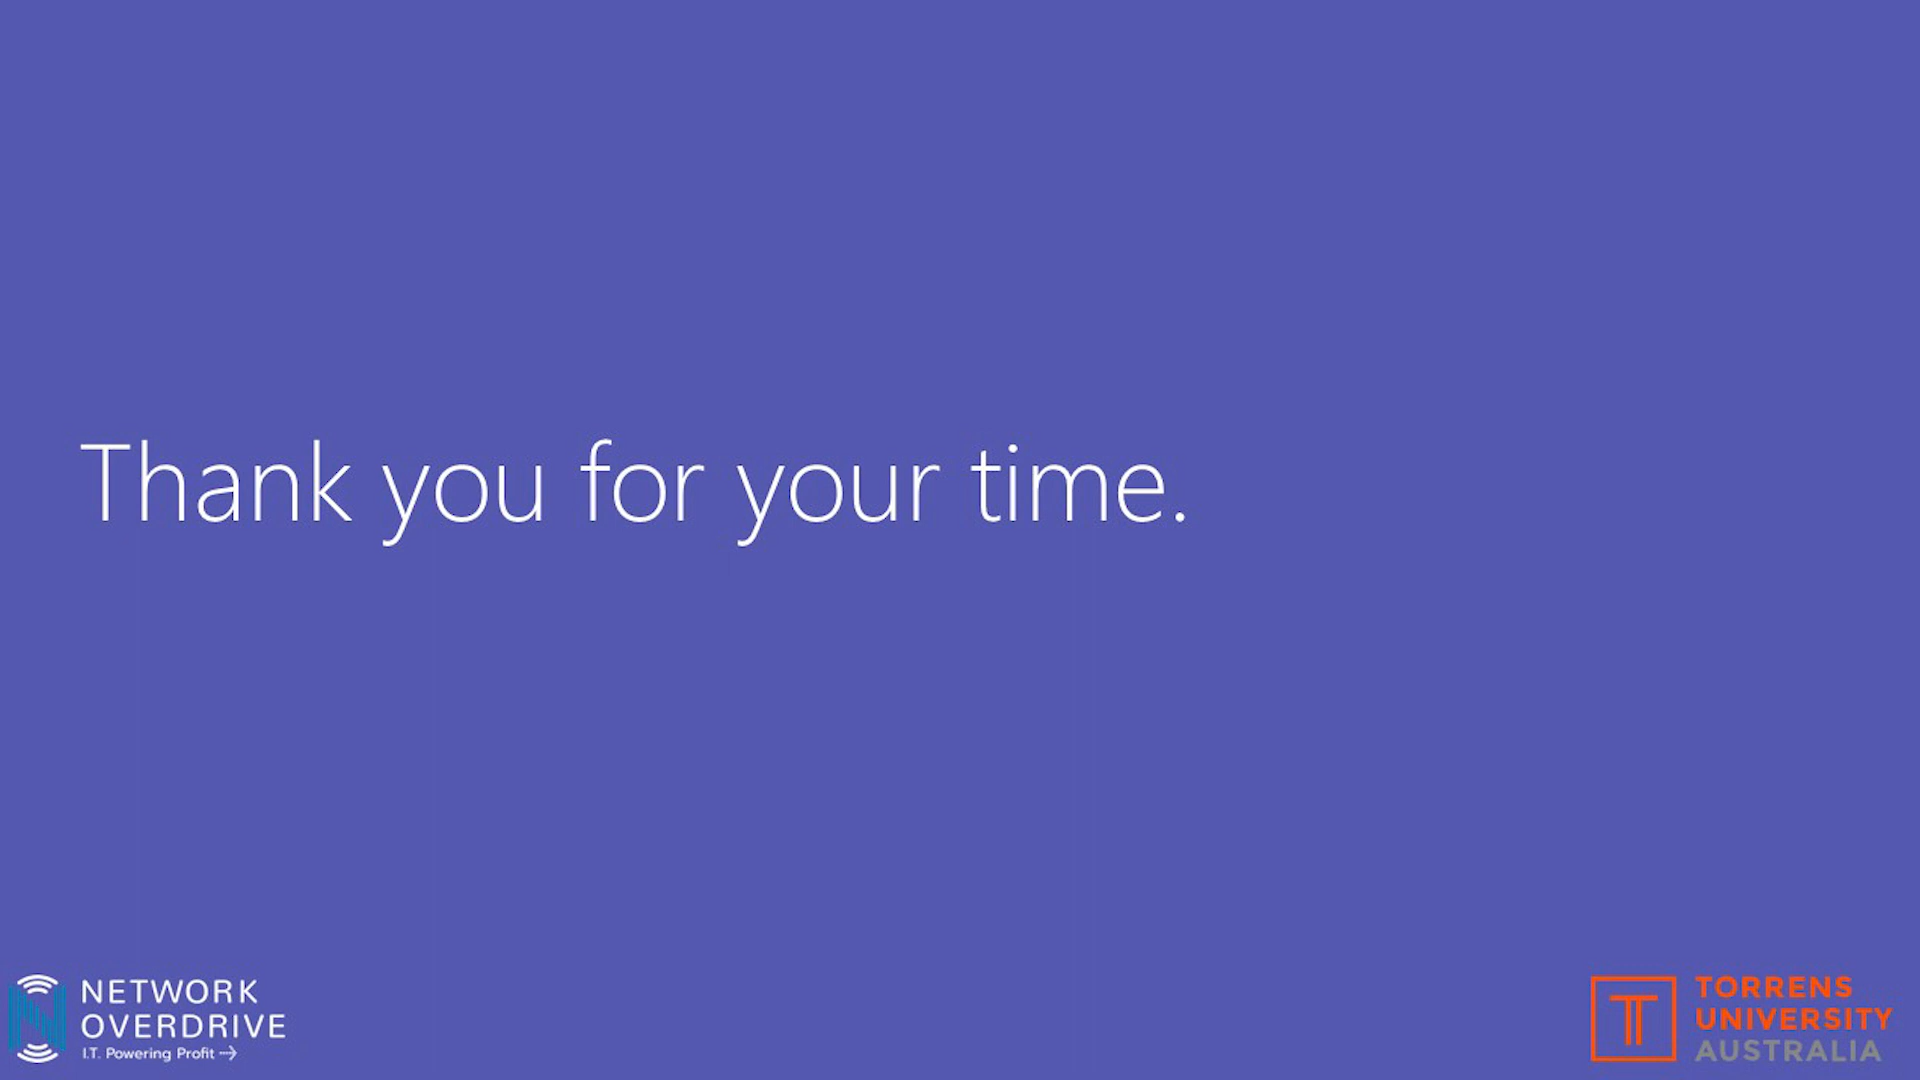 Thank you for your time.
NETWORK
OVERDRIVE
I.T. Powering Profit
TORRENS
UNIVERSITY
AUSTRALIA